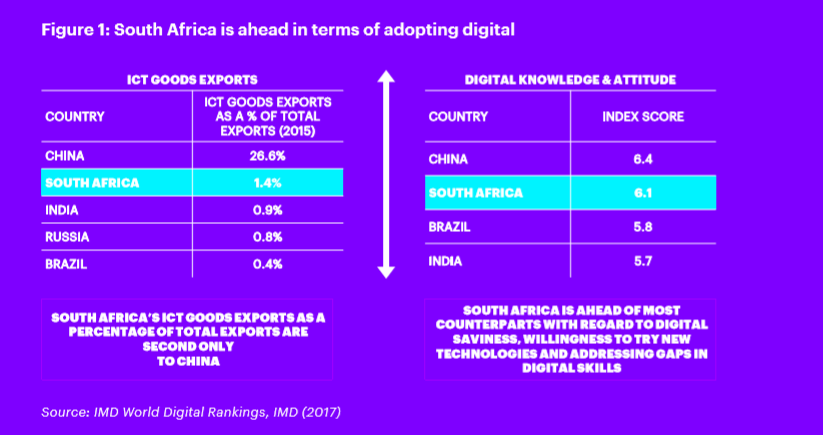 Figure 1: South Africa is ahead in terms of adopting digital
ICT GOODS EXPORTS
COUNTRY
ICT GOODS EXPORTS
AS A % OF TOTAL
EXPORTS (2015)
CHINA 26.6%
SOUTH AFRICA 1.4%
INDIA 0.9%
RUSSIA 0.8%
BRAZIL 0.4%
SOUTH AFRICA'S ICT GOODS EXPORTS AS A
PERCENTAGE OF TOTAL EXPORTS ARE
SECOND ONLY
TO CHINA
DIGITAL KNOWLEDGE & ATTITUDE
COUNTRY INDEX SCORE
CHINA 6.4
SOUTH AFRICA 6.1
BRAZIL 5.8
INDIA 5.7
SOUTH AFRICA IS AHEAD OF MOST
COUNTERPARTS WITH REGARD TO DIGITAL
SAVINESS, WILLINGNESS TO TRY NEW
TECHNOLOGIES AND ADDRESSING GAPS IN
DIGITAL SKILLS
Source: IMD World Digital Rankings, IMD (2017)